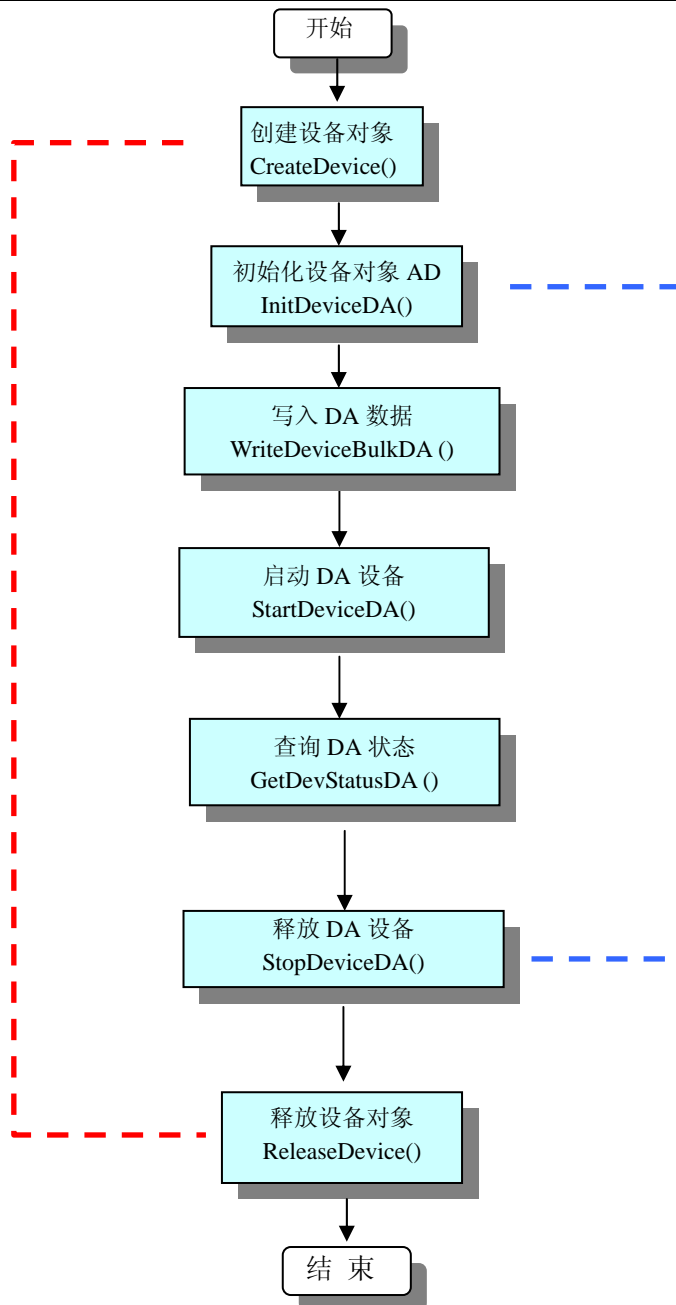 开始
创建设备对象
CreateDevice()
初始化设备对象 AD
InitDeviceDA()
写入 DA 数据
WriteDeviceBulkDA ()
启动 DA 设备
StartDeviceDA()
查询 DA 状态
GetDevStatusDA ()
释放 DA 设备
StopDeviceDA()
释放设备对象
ReleaseDevice()
结 束